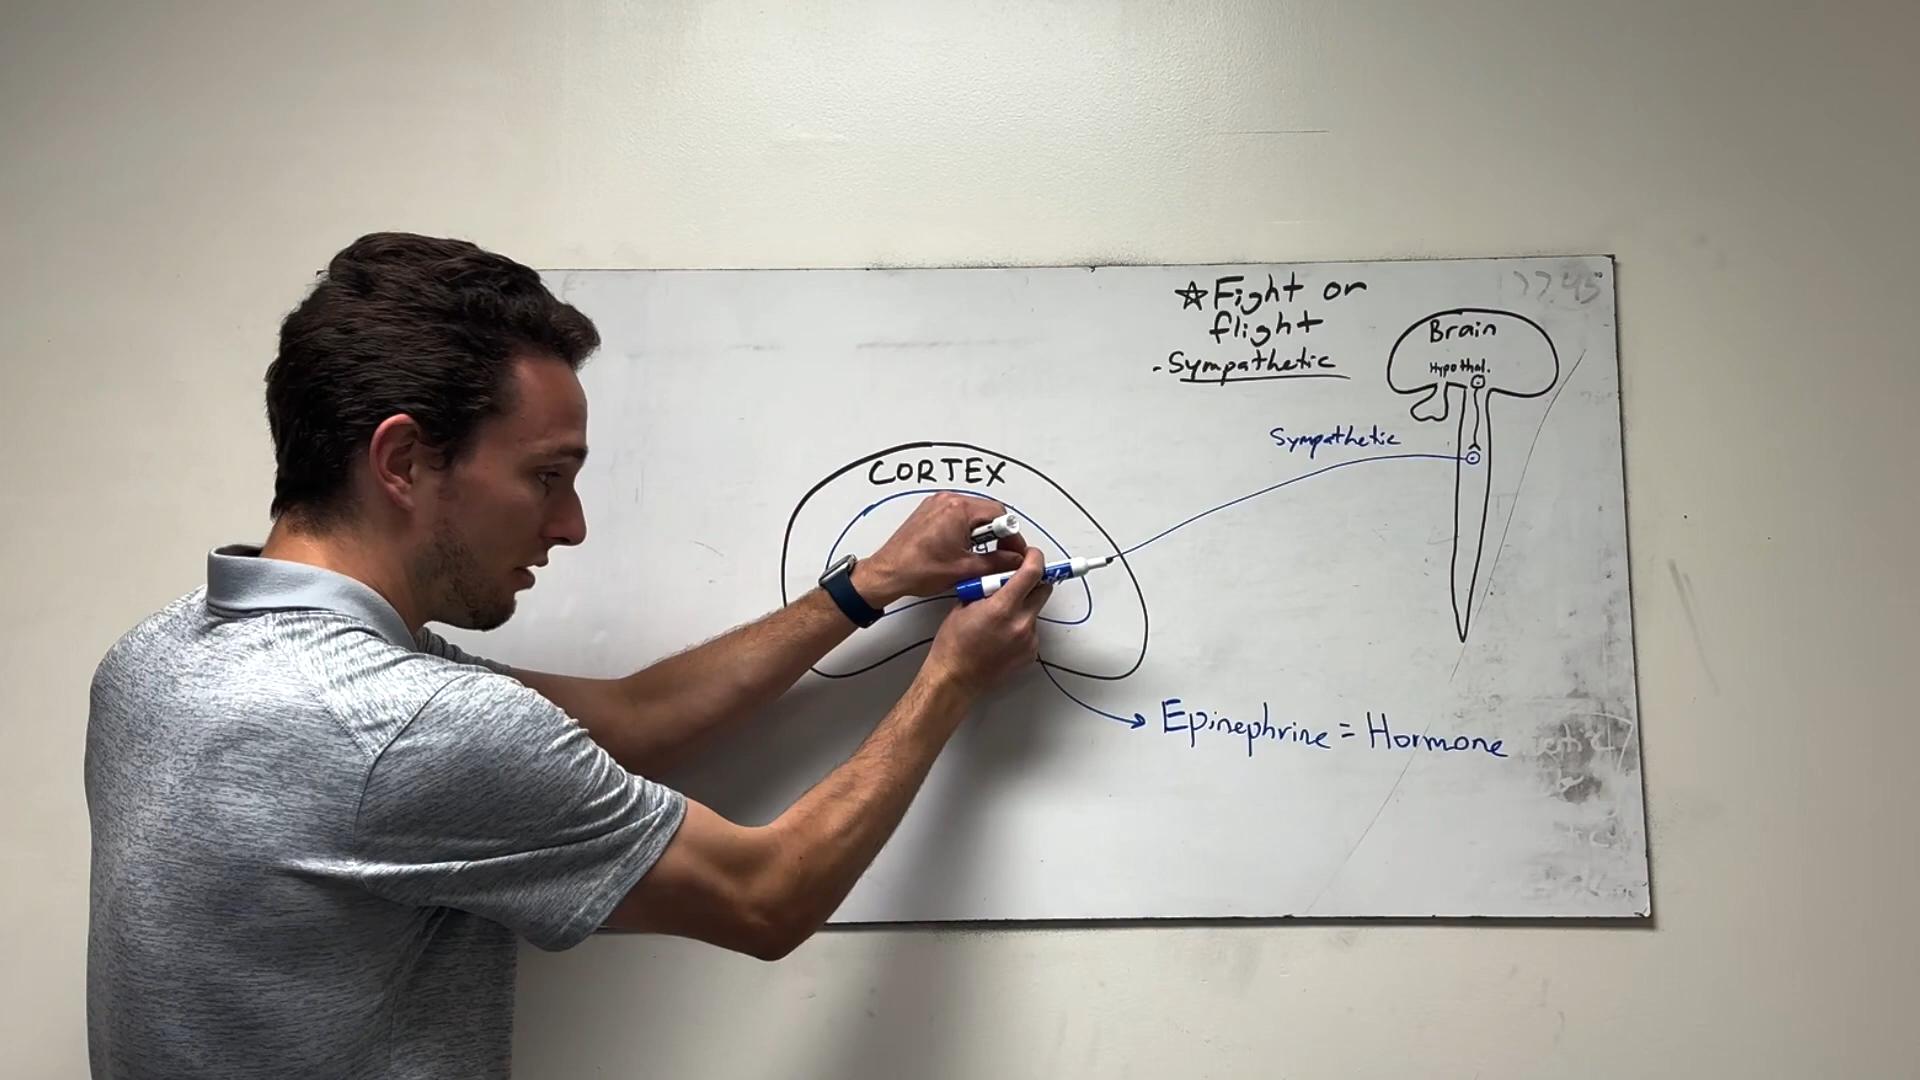 ☆Fight or
flight
- Sympathetic
Brain
Hypothal.
Sympathetic
CORTEX
Epinephrine = Hormone